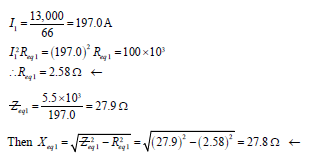 I₁ = 13,000 / 66 = 197.0 A
I₁²R_eq1 = (197.0)² R_eq1 = 100×10³
∴ R_eq1 = 2.58 Ω ←
Z_eq1 = 5.5×10³ / 197.0 = 27.9 Ω
Then X_eq1 = √(Z²_eq1 − R²_eq1) = √((27.9)² − (2.58)²) = 27.8 Ω ←